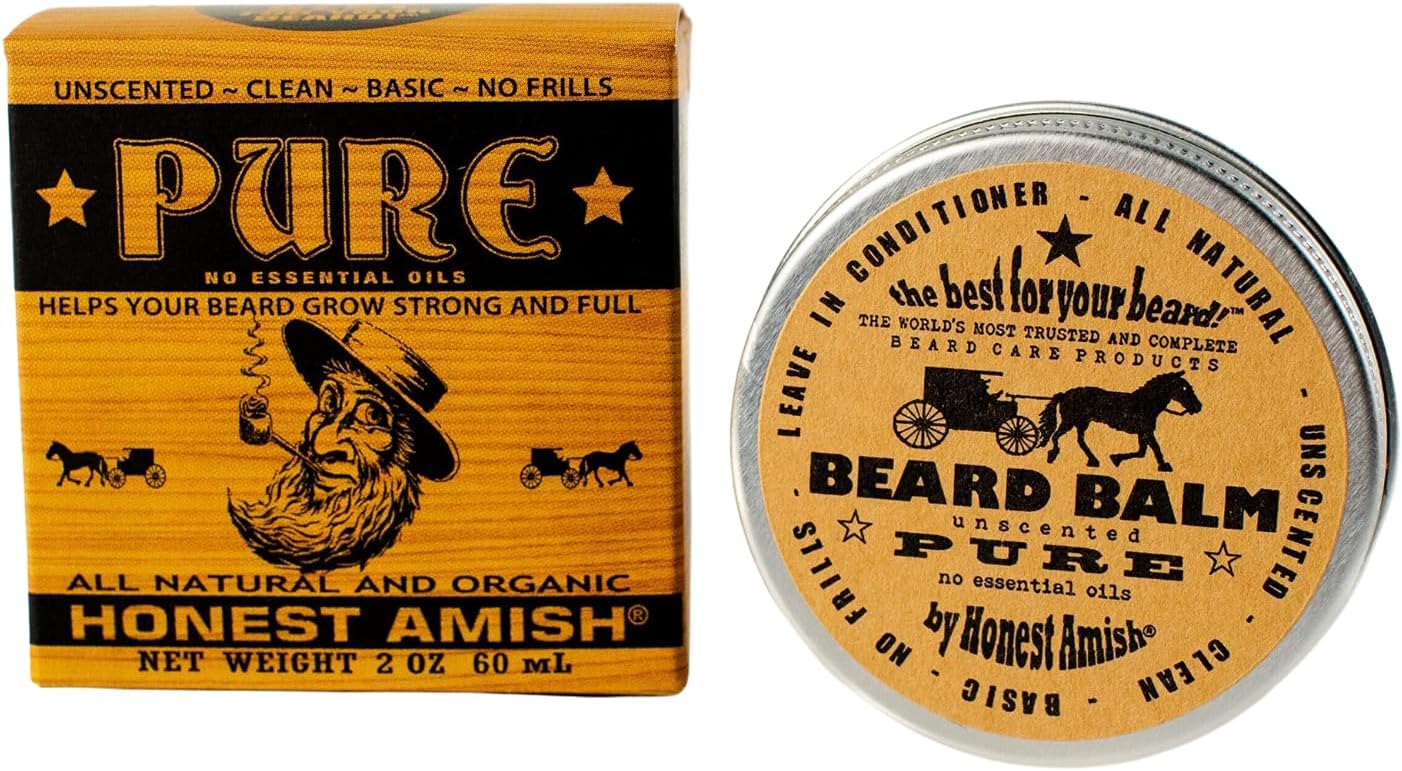 BEARD!
UNSCENTED ~ CLEAN ~ BASIC ~ NO FRILLS
PURE
NO ESSENTIAL OILS
HELPS YOUR BEARD GROW STRONG AND FULL
ALL NATURAL AND ORGANIC
HONEST AMISH®
NET WEIGHT 2 OZ 60 mL
LEAVE IN CONDITIONER - ALL NATURAL - UNSCENTED - CLEAN - BASIC - NO FRILLS -
the best for your beard!™
THE WORLD'S MOST TRUSTED AND COMPLETE
BEARD CARE PRODUCTS
BEARD BALM
unscented
PURE
no essential oils
by Honest Amish®